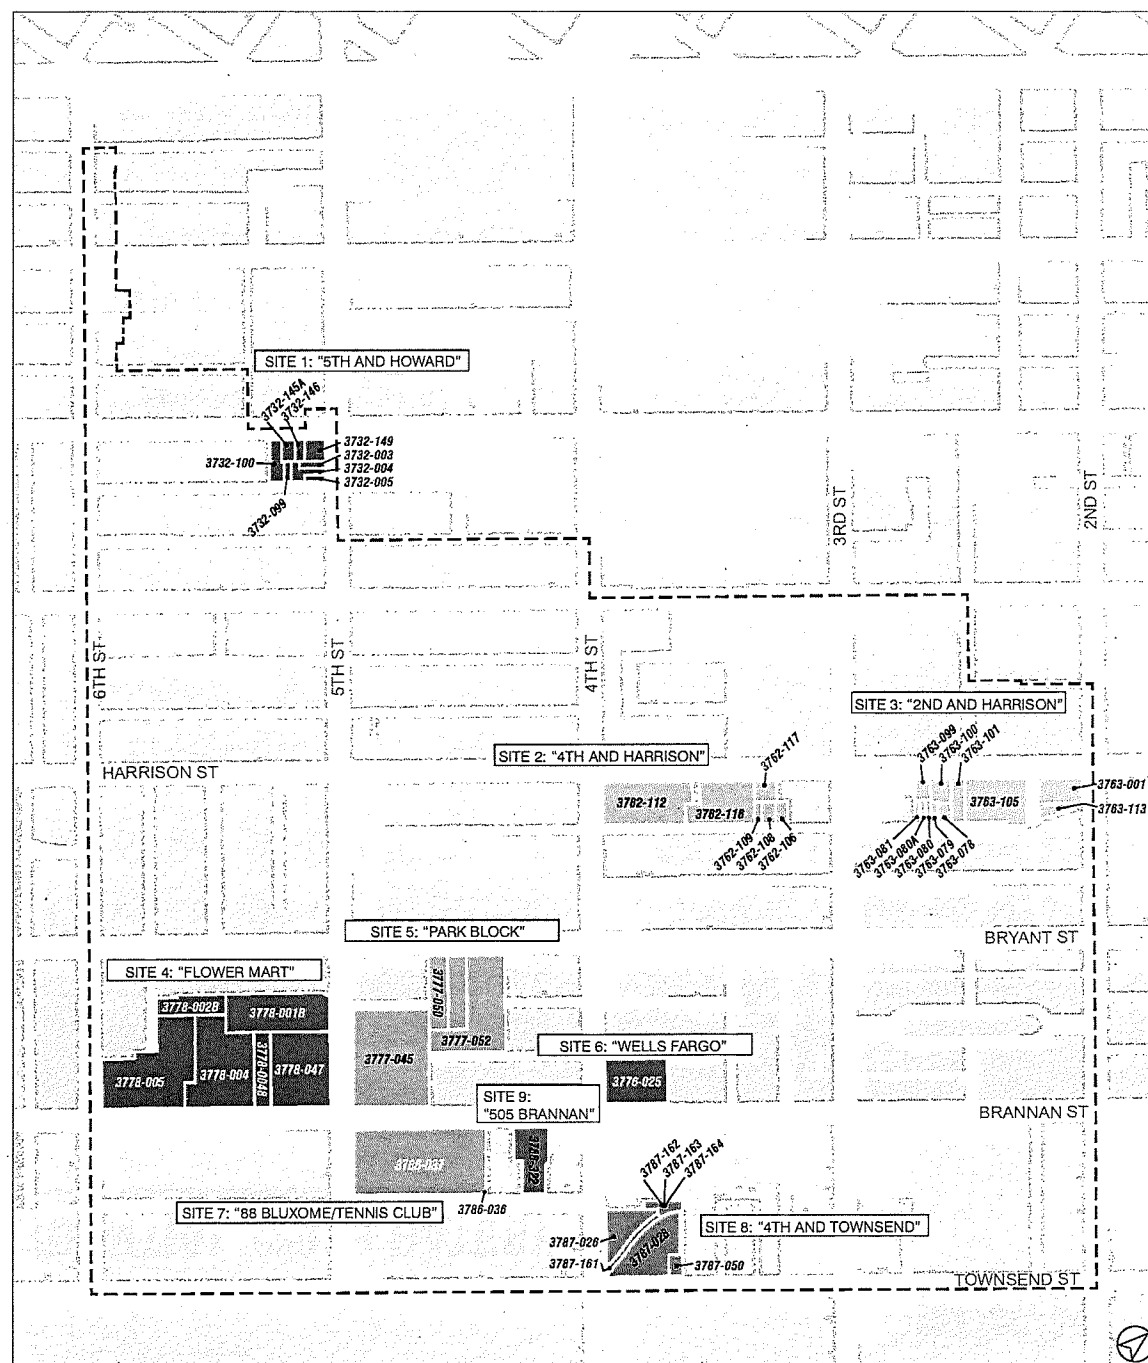 SITE 1: "5TH AND HOWARD"
3732-145A
3732-146
3732-149
3732-003
3732-004
3732-005
3732-100
3732-099
3RD ST
2ND ST
6TH ST
5TH ST
4TH ST
SITE 3: "2ND AND HARRISON"
3763-099
3763-100
3763-101
3763-001
3763-105
3763-113
3763-081
3763-080A
3763-080
3763-079
3763-078
SITE 2: "4TH AND HARRISON"
3762-117
HARRISON ST
3762-112
3762-116
3762-109
3762-108
3762-106
SITE 5: "PARK BLOCK"
BRYANT ST
SITE 4: "FLOWER MART"
3778-002B
3778-001B
3778-005
3778-004
3778-004B
3778-047
3777-050
3777-052
3777-045
SITE 6: "WELLS FARGO"
3776-025
SITE 9:
"505 BRANNAN"
BRANNAN ST
3786-037
3786-036
SITE 7: "88 BLUXOME/TENNIS CLUB"
3787-162
3787-163
3787-164
SITE 8: "4TH AND TOWNSEND"
3787-026
3787-028
3787-161
3787-050
TOWNSEND ST